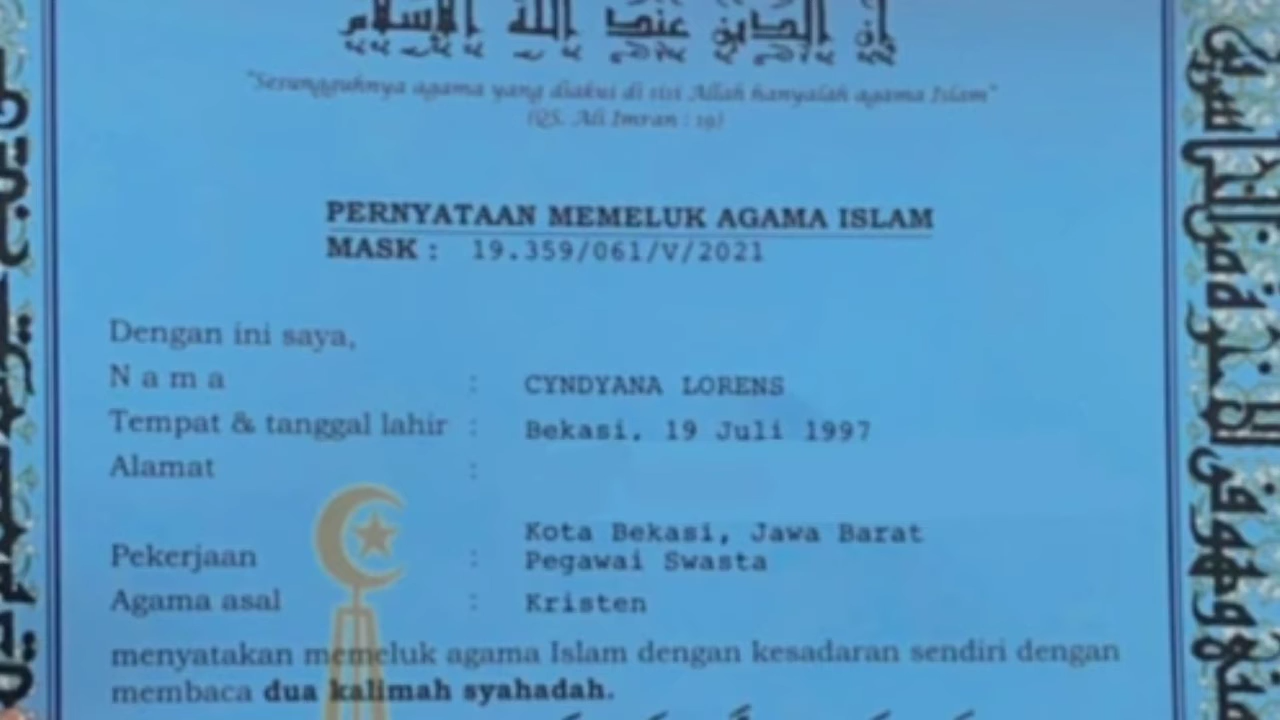 إن الدين عند الله الإسلام
"Sesungguhnya agama yang diakui di sisi Allah hanyalah agama Islam"
(QS. Ali Imran : 19)
PERNYATAAN MEMELUK AGAMA ISLAM
MASK : 19.359/061/V/2021
Dengan ini saya,
N a m a : CYNDYANA LORENS
Tempat & tanggal lahir : Bekasi, 19 Juli 1997
Alamat :
Kota Bekasi, Jawa Barat
Pekerjaan : Pegawai Swasta
Agama asal : Kristen
menyatakan memeluk agama Islam dengan kesadaran sendiri dengan
membaca dua kalimah syahadah.